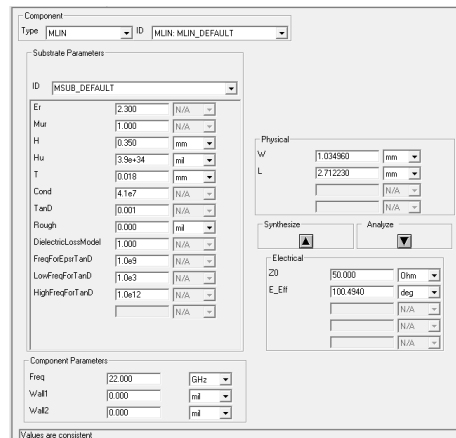 Component
Type MLIN ID MLIN: MLIN_DEFAULT
Substrate Parameters
ID MSUB_DEFAULT
Er 2.300 N/A
Mur 1.000 N/A
H 0.350 mm
Hu 3.9e+34 mil
T 0.018 mm
Cond 4.1e7 N/A
TanD 0.001 N/A
Rough 0.000 mil
DielectricLossModel 1.000 N/A
FreqForEpsrTanD 1.0e9 N/A
LowFreqForTanD 1.0e3 N/A
HighFreqForTanD 1.0e12 N/A
N/A
Physical
W 1.034960 mm
L 2.712230 mm
N/A
N/A
Synthesize Analyze
Electrical
Z0 50.000 Ohm
E_Eff 100.4940 deg
N/A
N/A
N/A
Component Parameters
Freq 22.000 GHz
Wall1 0.000 mil
Wall2 0.000 mil
Values are consistent